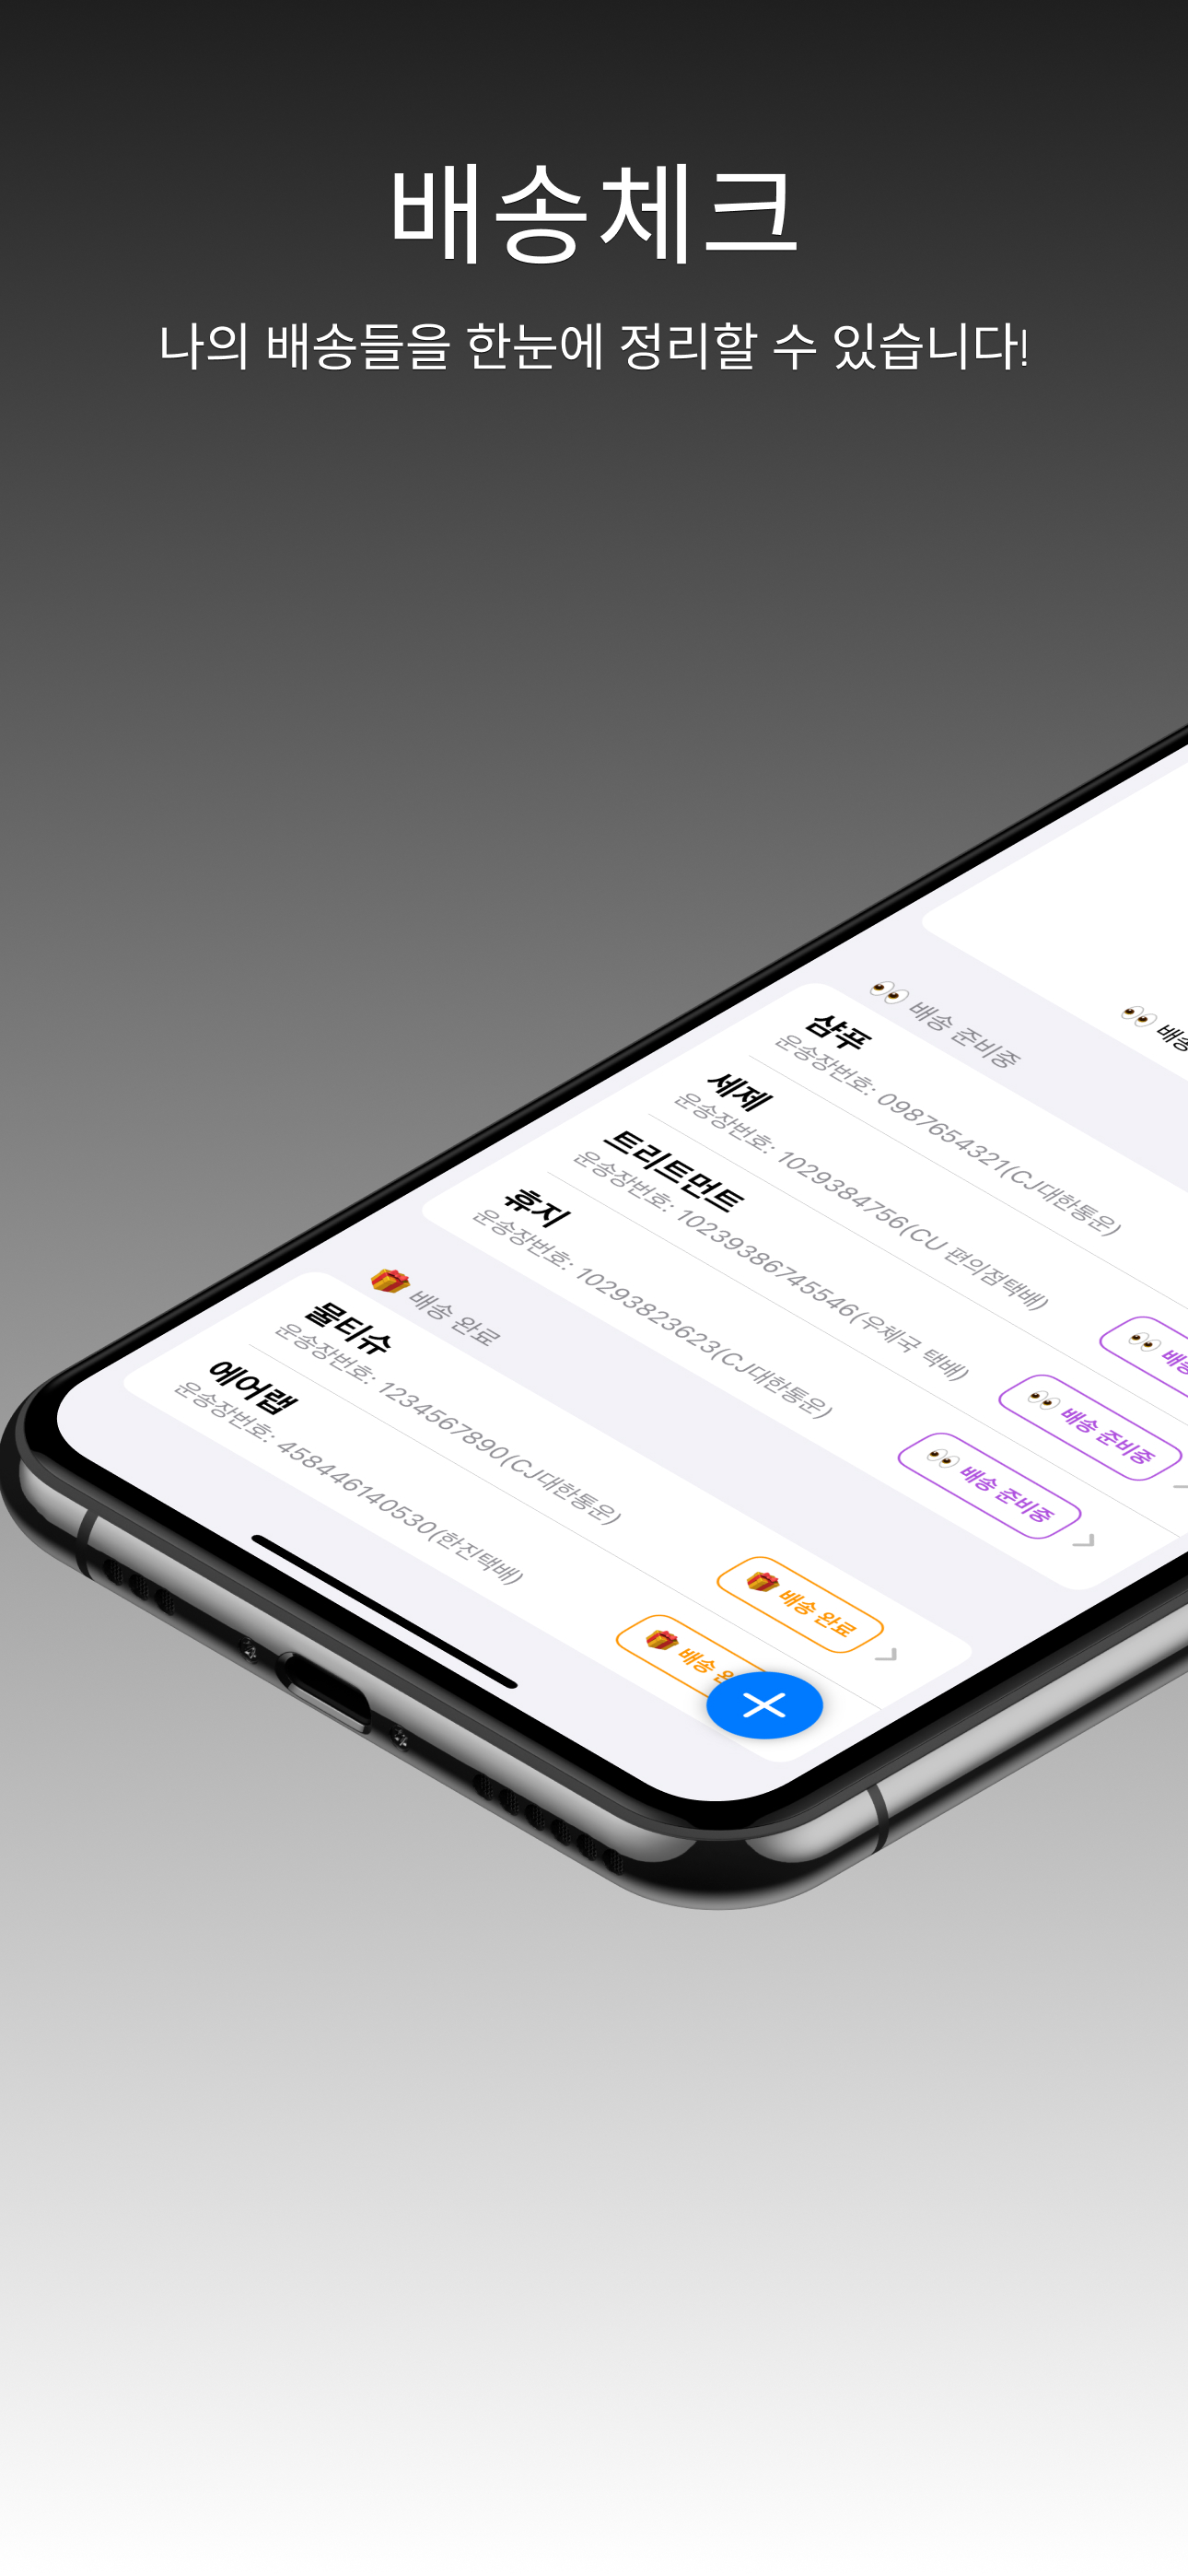 배송체크
나의 배송들을 한눈에 정리할 수 있습니다!
👀 배송
👀 배송 준비중
샴푸
운송장번호: 0987654321(CJ대한통운)
세제
운송장번호: 1029384756(CU 편의점택배)
👀 배송
트리트먼트
운송장번호: 10239386745546(우체국 택배)
👀 배송 준비중
휴지
운송장번호: 10293823623(CJ대한통운)
👀 배송 준비중
🎁 배송 완료
물티슈
운송장번호: 1234567890(CJ대한통운)
🎁 배송 완료
에어랩
운송장번호: 458446140530(한진택배)
🎁 배송